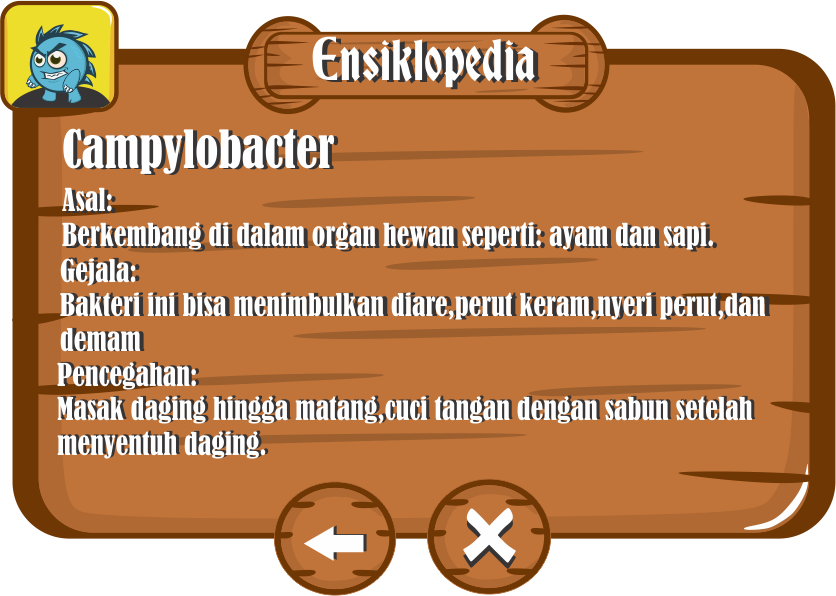 Ensiklopedia
Campylobacter
Asal:
Berkembang di dalam organ hewan seperti: ayam dan sapi.
Gejala:
Bakteri ini bisa menimbulkan diare,perut keram,nyeri perut,dan
demam
Pencegahan:
Masak daging hingga matang,cuci tangan dengan sabun setelah
menyentuh daging.